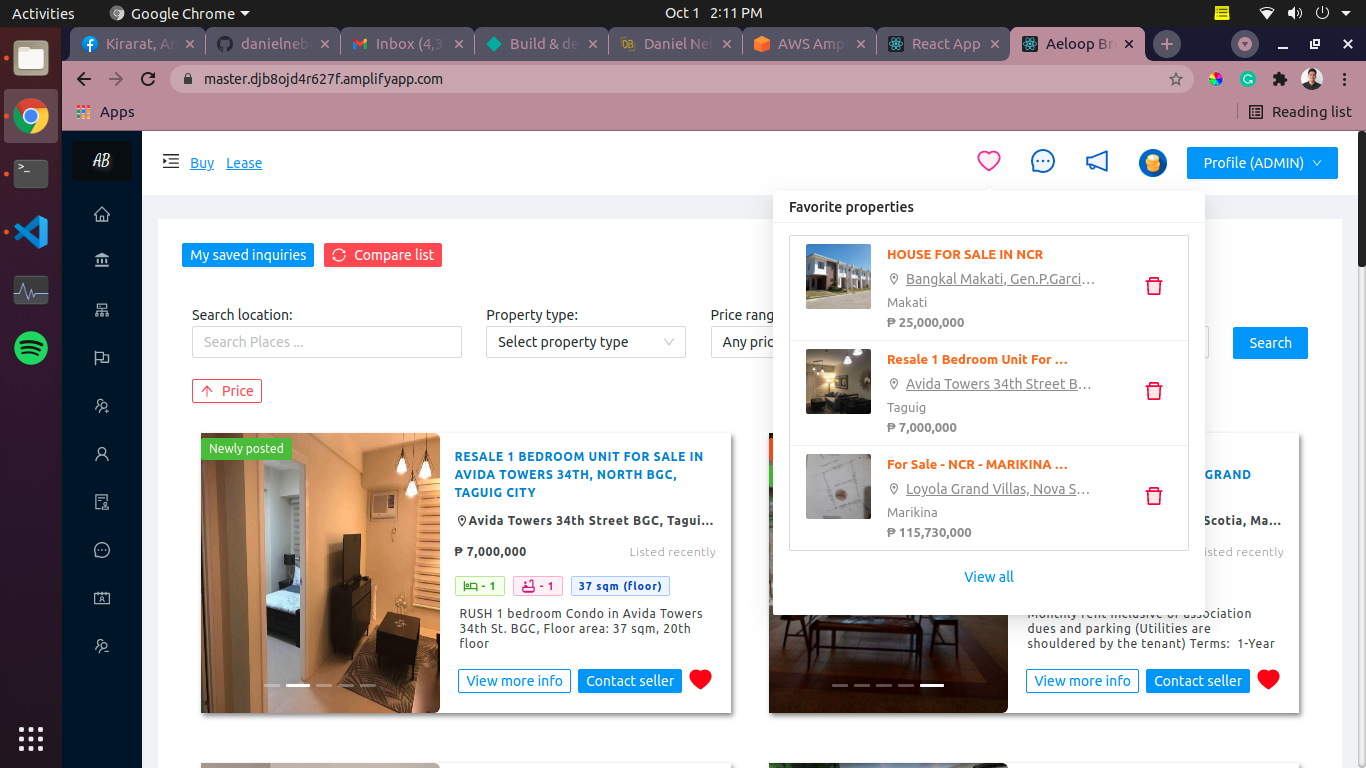 Activities
Google Chrome
Oct 1 2:11 PM
Kirarat, Ar
danielneb
Inbox (4,3
Build & de
Daniel Nel
AWS Amp
React App
Aeloop Br
master.djb8ojd4r627f.amplifyapp.com
Apps
Reading list
AB
Buy
Lease
Profile (ADMIN)
Favorite properties
HOUSE FOR SALE IN NCR
Bangkal Makati, Gen.P.Garci…
Makati
₱ 25,000,000
Resale 1 Bedroom Unit For …
Avida Towers 34th Street B…
Taguig
₱ 7,000,000
For Sale - NCR - MARIKINA …
Loyola Grand Villas, Nova S…
Marikina
₱ 115,730,000
View all
My saved inquiries
Compare list
Search location:
Property type:
Price rang
Search Places ...
Select property type
Any pric
Search
Price
Newly posted
RESALE 1 BEDROOM UNIT FOR SALE IN
AVIDA TOWERS 34TH, NORTH BGC,
TAGUIG CITY
Avida Towers 34th Street BGC, Tagui...
₱ 7,000,000
Listed recently
- 1
- 1
37 sqm (floor)
RUSH 1 bedroom Condo in Avida Towers
34th St. BGC, Floor area: 37 sqm, 20th
floor
View more info
Contact seller
GRAND
Scotia, Ma...
isted recently
Monthly rent inclusive of association
dues and parking (Utilities are
shouldered by the tenant) Terms: 1-Year
View more info
Contact seller